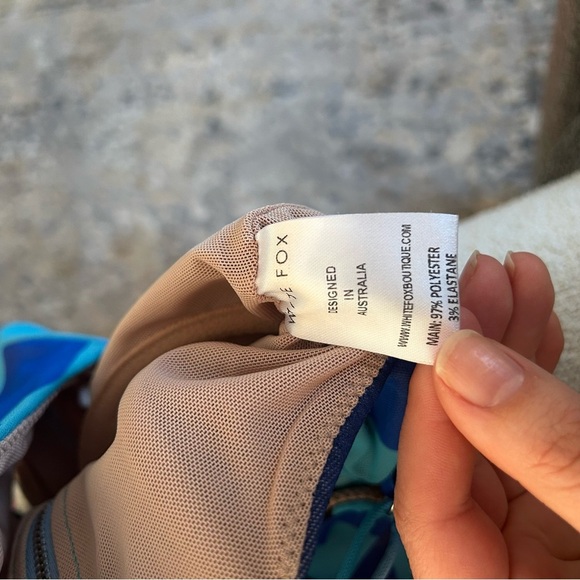 FOX
DESIGNED
IN
AUSTRALIA
WWW.WHITEFOXBOUTIQUE.COM
MAIN: 97% POLYESTER
3% ELASTANE